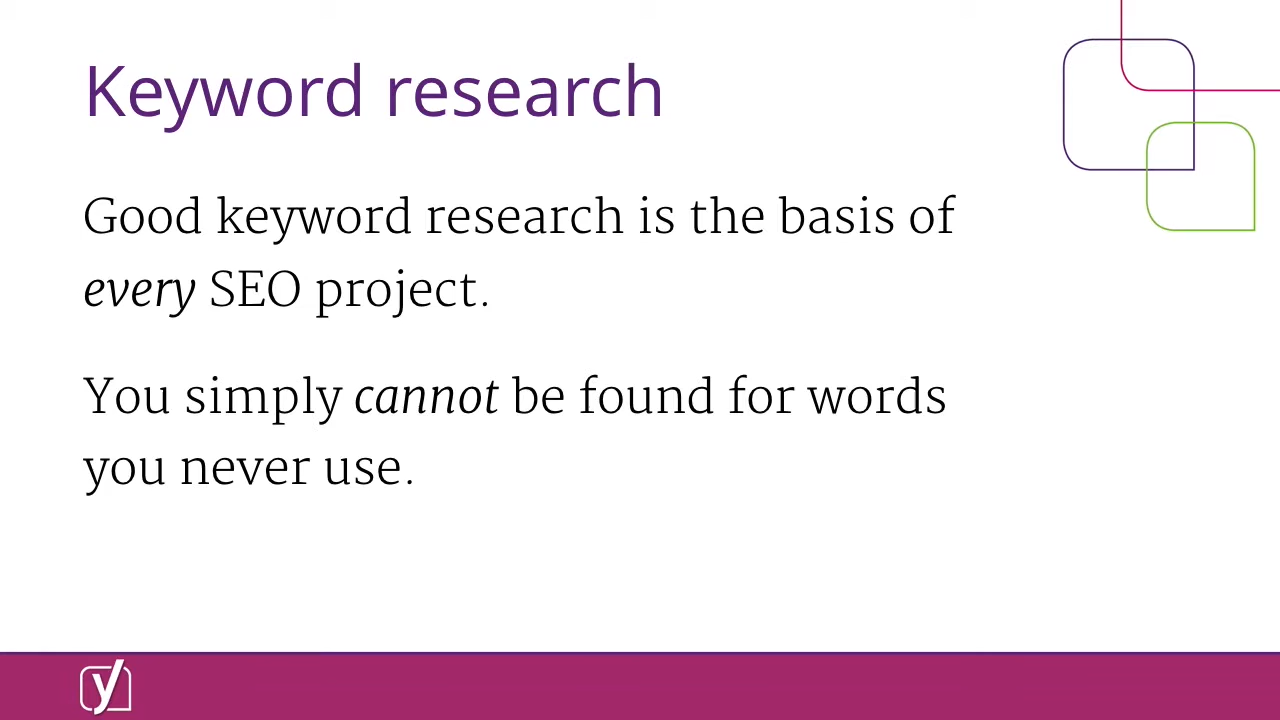 Keyword research
Good keyword research is the basis of
every SEO project.
You simply cannot be found for words
you never use.
y